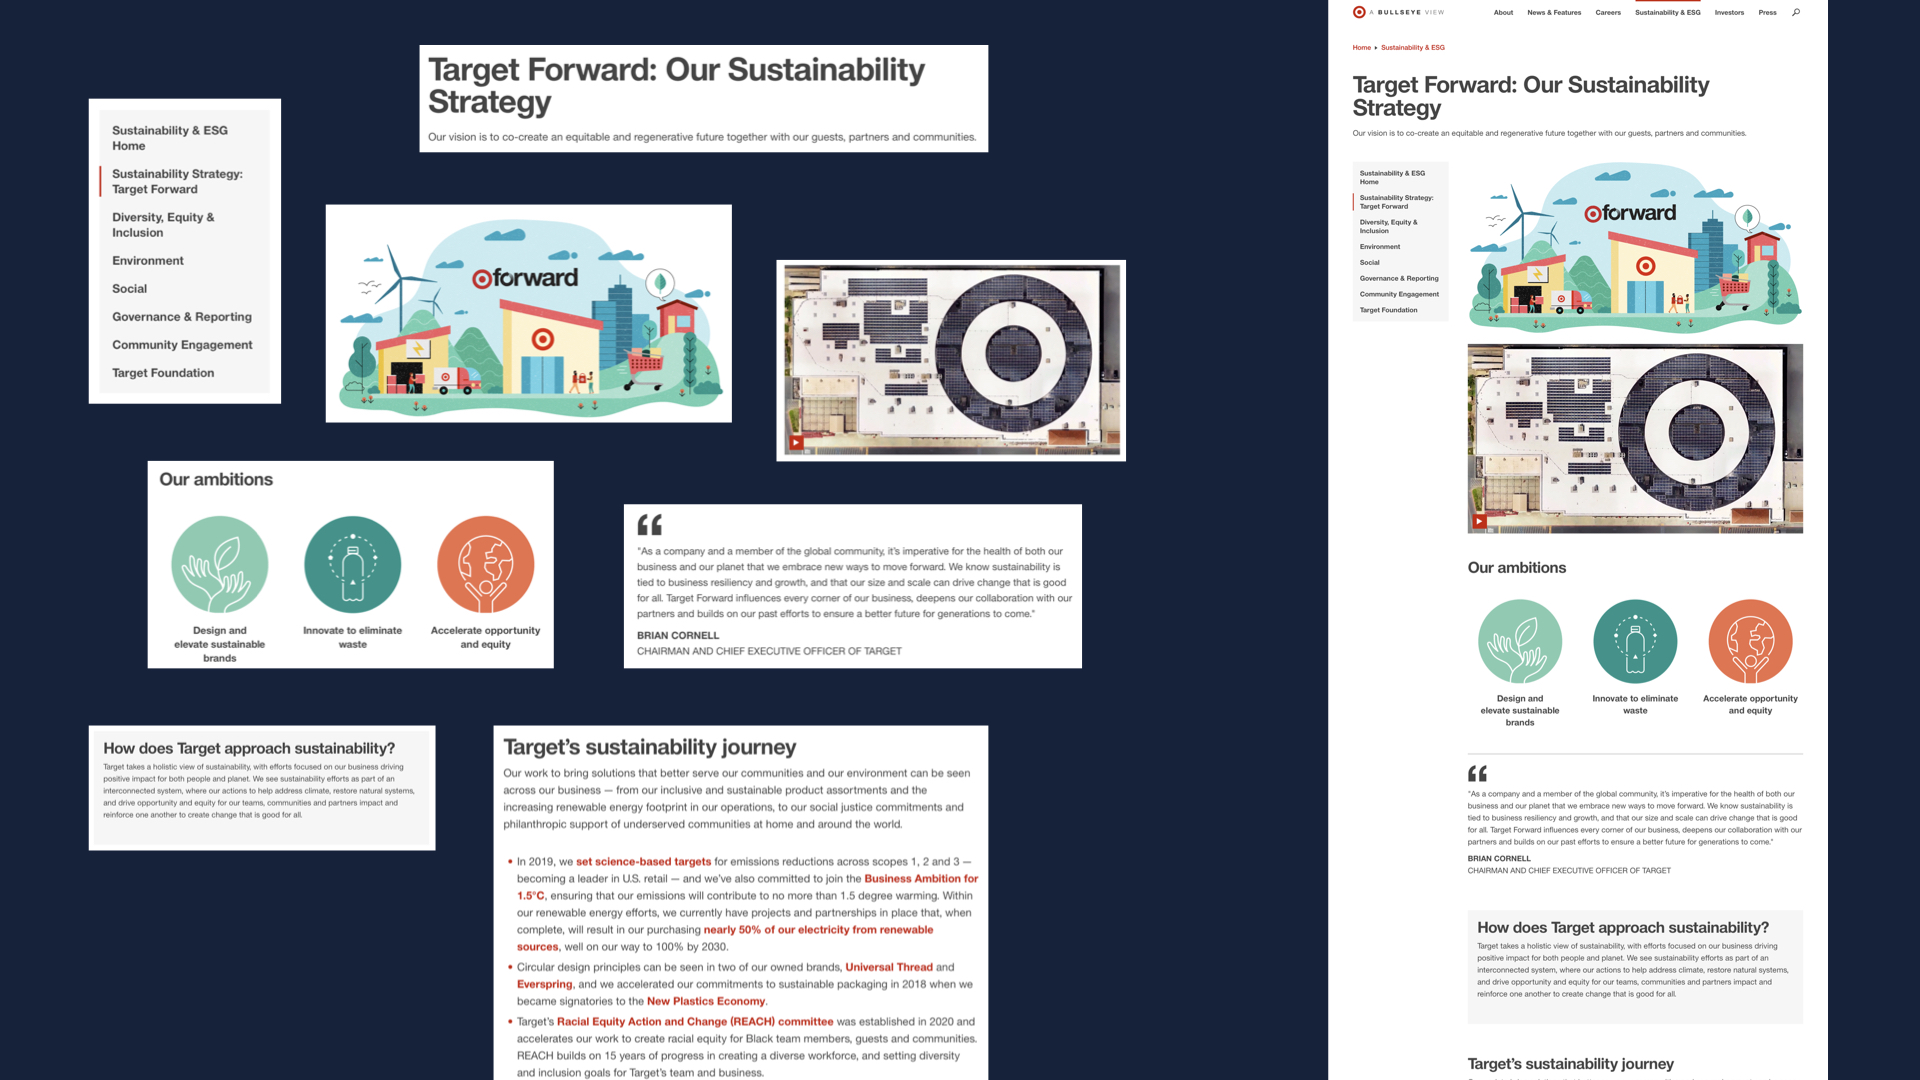 Target Forward: Our Sustainability
Strategy
Our vision is to co-create an equitable and regenerative future together with our guests, partners and communities.
Sustainability & ESG
Home
Sustainability Strategy:
Target Forward
Diversity, Equity &
Inclusion
Environment
Social
Governance & Reporting
Community Engagement
Target Foundation
forward
Our ambitions
Design and
elevate sustainable
brands
Innovate to eliminate
waste
Accelerate opportunity
and equity
“
"As a company and a member of the global community, it’s imperative for the health of both our
business and our planet that we embrace new ways to move forward. We know sustainability is
tied to business resiliency and growth, and that our size and scale can drive change that is good
for all. Target Forward influences every corner of our business, deepens our collaboration with our
partners and builds on our past efforts to ensure a better future for generations to come."
BRIAN CORNELL
CHAIRMAN AND CHIEF EXECUTIVE OFFICER OF TARGET
How does Target approach sustainability?
Target takes a holistic view of sustainability, with efforts focused on our business driving
positive impact for both people and planet. We see sustainability efforts as part of an
interconnected system, where our actions to help address climate, restore natural systems,
and drive opportunity and equity for our teams, communities and partners impact and
reinforce one another to create change that is good for all.
Target’s sustainability journey
Our work to bring solutions that better serve our communities and our environment can be seen
across our business — from our inclusive and sustainable product assortments and the
increasing renewable energy footprint in our operations, to our social justice commitments and
philanthropic support of underserved communities at home and around the world.
• In 2019, we set science-based targets for emissions reductions across scopes 1, 2 and 3 —
becoming a leader in U.S. retail — and we’ve also committed to join the Business Ambition for
1.5°C, ensuring that our emissions will contribute to no more than 1.5 degree warming. Within
our renewable energy efforts, we currently have projects and partnerships in place that, when
complete, will result in our purchasing nearly 50% of our electricity from renewable
sources, well on our way to 100% by 2030.
• Circular design principles can be seen in two of our owned brands, Universal Thread and
Everspring, and we accelerated our commitments to sustainable packaging in 2018 when we
became signatories to the New Plastics Economy.
• Target’s Racial Equity Action and Change (REACH) committee was established in 2020 and
accelerates our work to create racial equity for Black team members, guests and communities.
REACH builds on 15 years of progress in creating a diverse workforce, and setting diversity
and inclusion goals for Target’s team and business.
A BULLSEYE VIEW
About News & Features Careers Sustainability & ESG Investors Press
Home ▸ Sustainability & ESG
Target Forward: Our Sustainability
Strategy
Our vision is to co-create an equitable and regenerative future together with our guests, partners and communities.
Sustainability & ESG
Home
Sustainability Strategy:
Target Forward
Diversity, Equity &
Inclusion
Environment
Social
Governance & Reporting
Community Engagement
Target Foundation
forward
Our ambitions
Design and
elevate sustainable
brands
Innovate to eliminate
waste
Accelerate opportunity
and equity
“
"As a company and a member of the global community, it’s imperative for the health of both our
business and our planet that we embrace new ways to move forward. We know sustainability is
tied to business resiliency and growth, and that our size and scale can drive change that is good
for all. Target Forward influences every corner of our business, deepens our collaboration with our
partners and builds on our past efforts to ensure a better future for generations to come."
BRIAN CORNELL
CHAIRMAN AND CHIEF EXECUTIVE OFFICER OF TARGET
How does Target approach sustainability?
Target takes a holistic view of sustainability, with efforts focused on our business driving
positive impact for both people and planet. We see sustainability efforts as part of an
interconnected system, where our actions to help address climate, restore natural systems,
and drive opportunity and equity for our teams, communities and partners impact and
reinforce one another to create change that is good for all.
Target’s sustainability journey